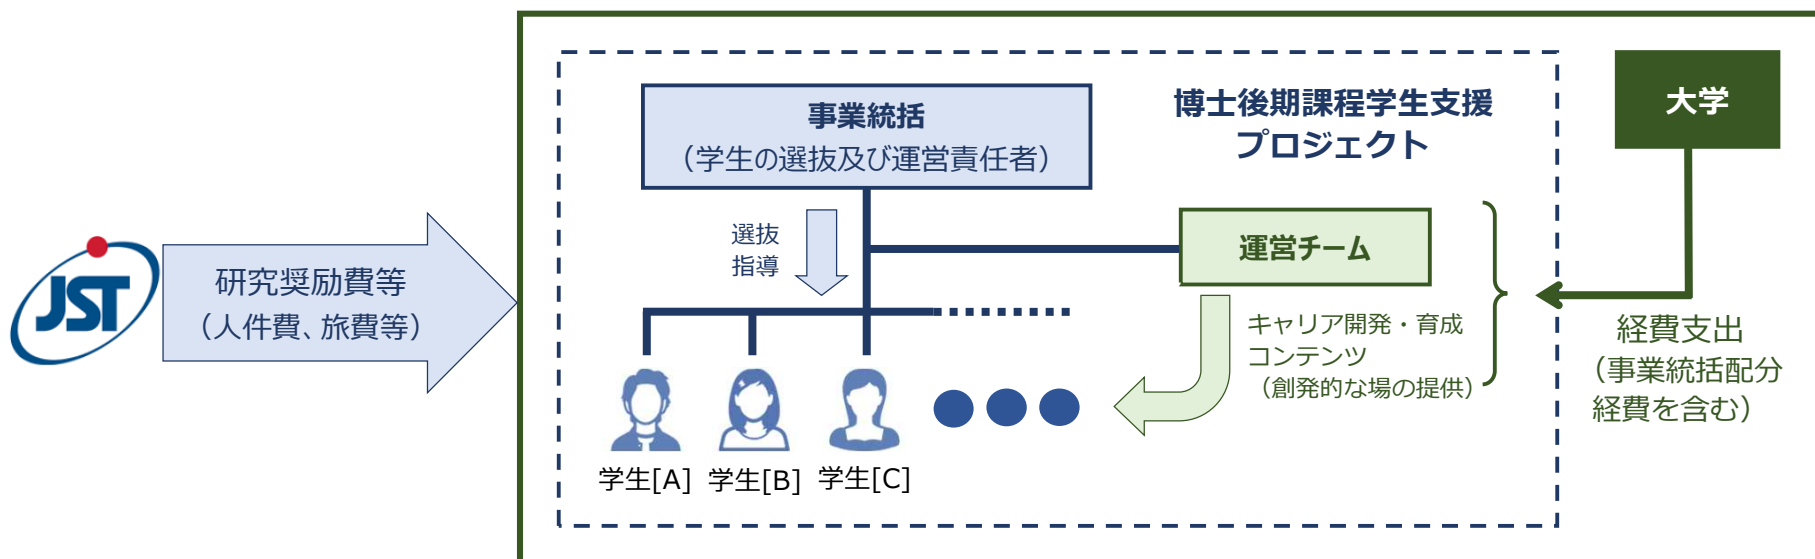 JST
研究奨励費等
（人件費、旅費等）
事業統括
（学生の選抜及び運営責任者）
博士後期課程学生支援
プロジェクト
大学
選抜
指導
運営チーム
キャリア開発・育成
コンテンツ
（創発的な場の提供）
経費支出
（事業統括配分
経費を含む）
学生[A]
学生[B]
学生[C]